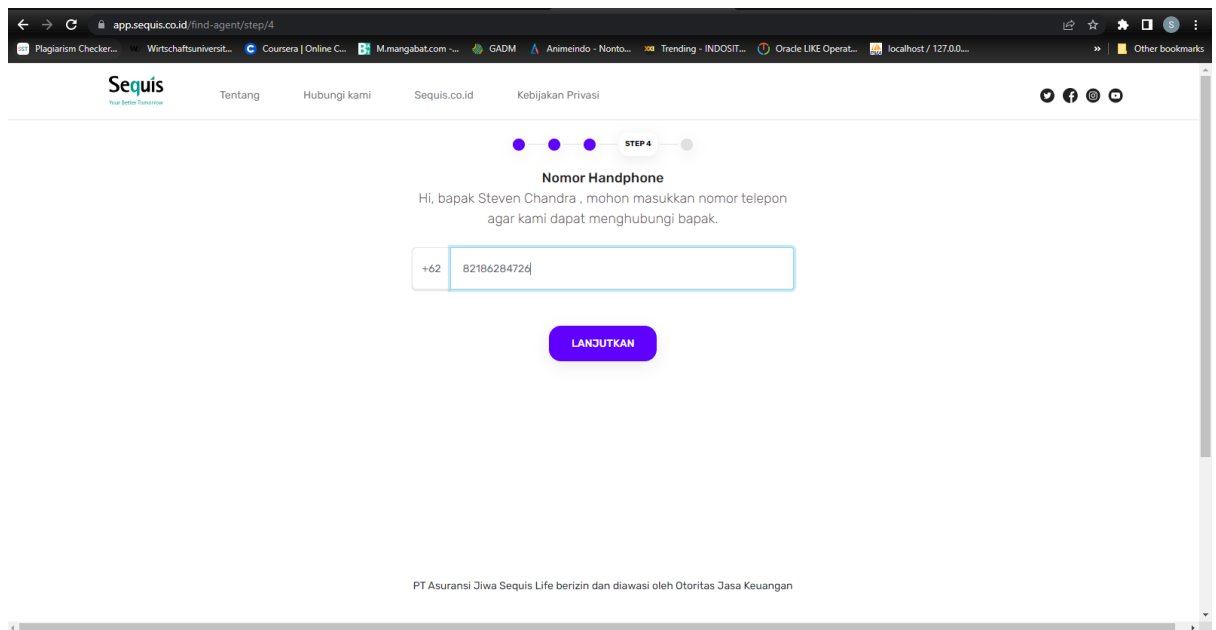 app.sequis.co.id/find-agent/step/4
S
SST Plagiarism Checker... W Wirtschaftsuniversit... C Coursera | Online C... M.mangabat.com -... GADM Animeindo - Nonto... Trending - INDOSIT... Oracle LIKE Operat... localhost / 127.0.0.... » Other bookmarks
Sequis
Your Better Tomorrow
Tentang Hubungi kami Sequis.co.id Kebijakan Privasi
STEP 4
Nomor Handphone
Hi, bapak Steven Chandra , mohon masukkan nomor telepon
agar kami dapat menghubungi bapak.
+62 82186284726
LANJUTKAN
PT Asuransi Jiwa Sequis Life berizin dan diawasi oleh Otoritas Jasa Keuangan